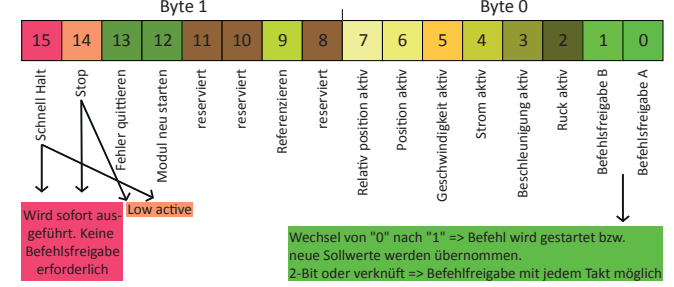 Byte 1
Byte 0
15 14 13 12 11 10 9 8 7 6 5 4 3 2 1 0
Schnell Halt
Stop
Fehler quittieren
Modul neu starten
reserviert
reserviert
Referenzieren
reserviert
Relativ position aktiv
Position aktiv
Geschwindigkeit aktiv
Strom aktiv
Beschleunigung aktiv
Ruck aktiv
Befehlsfreigabe B
Befehlsfreigabe A
Wird sofort aus-
geführt. Keine
Befehlsfreigabe
erforderlich
Low active
Wechsel von "0" nach "1" => Befehl wird gestartet bzw.
neue Sollwerte werden übernommen.
2-Bit oder verknüft => Befehlfreigabe mit jedem Takt möglich